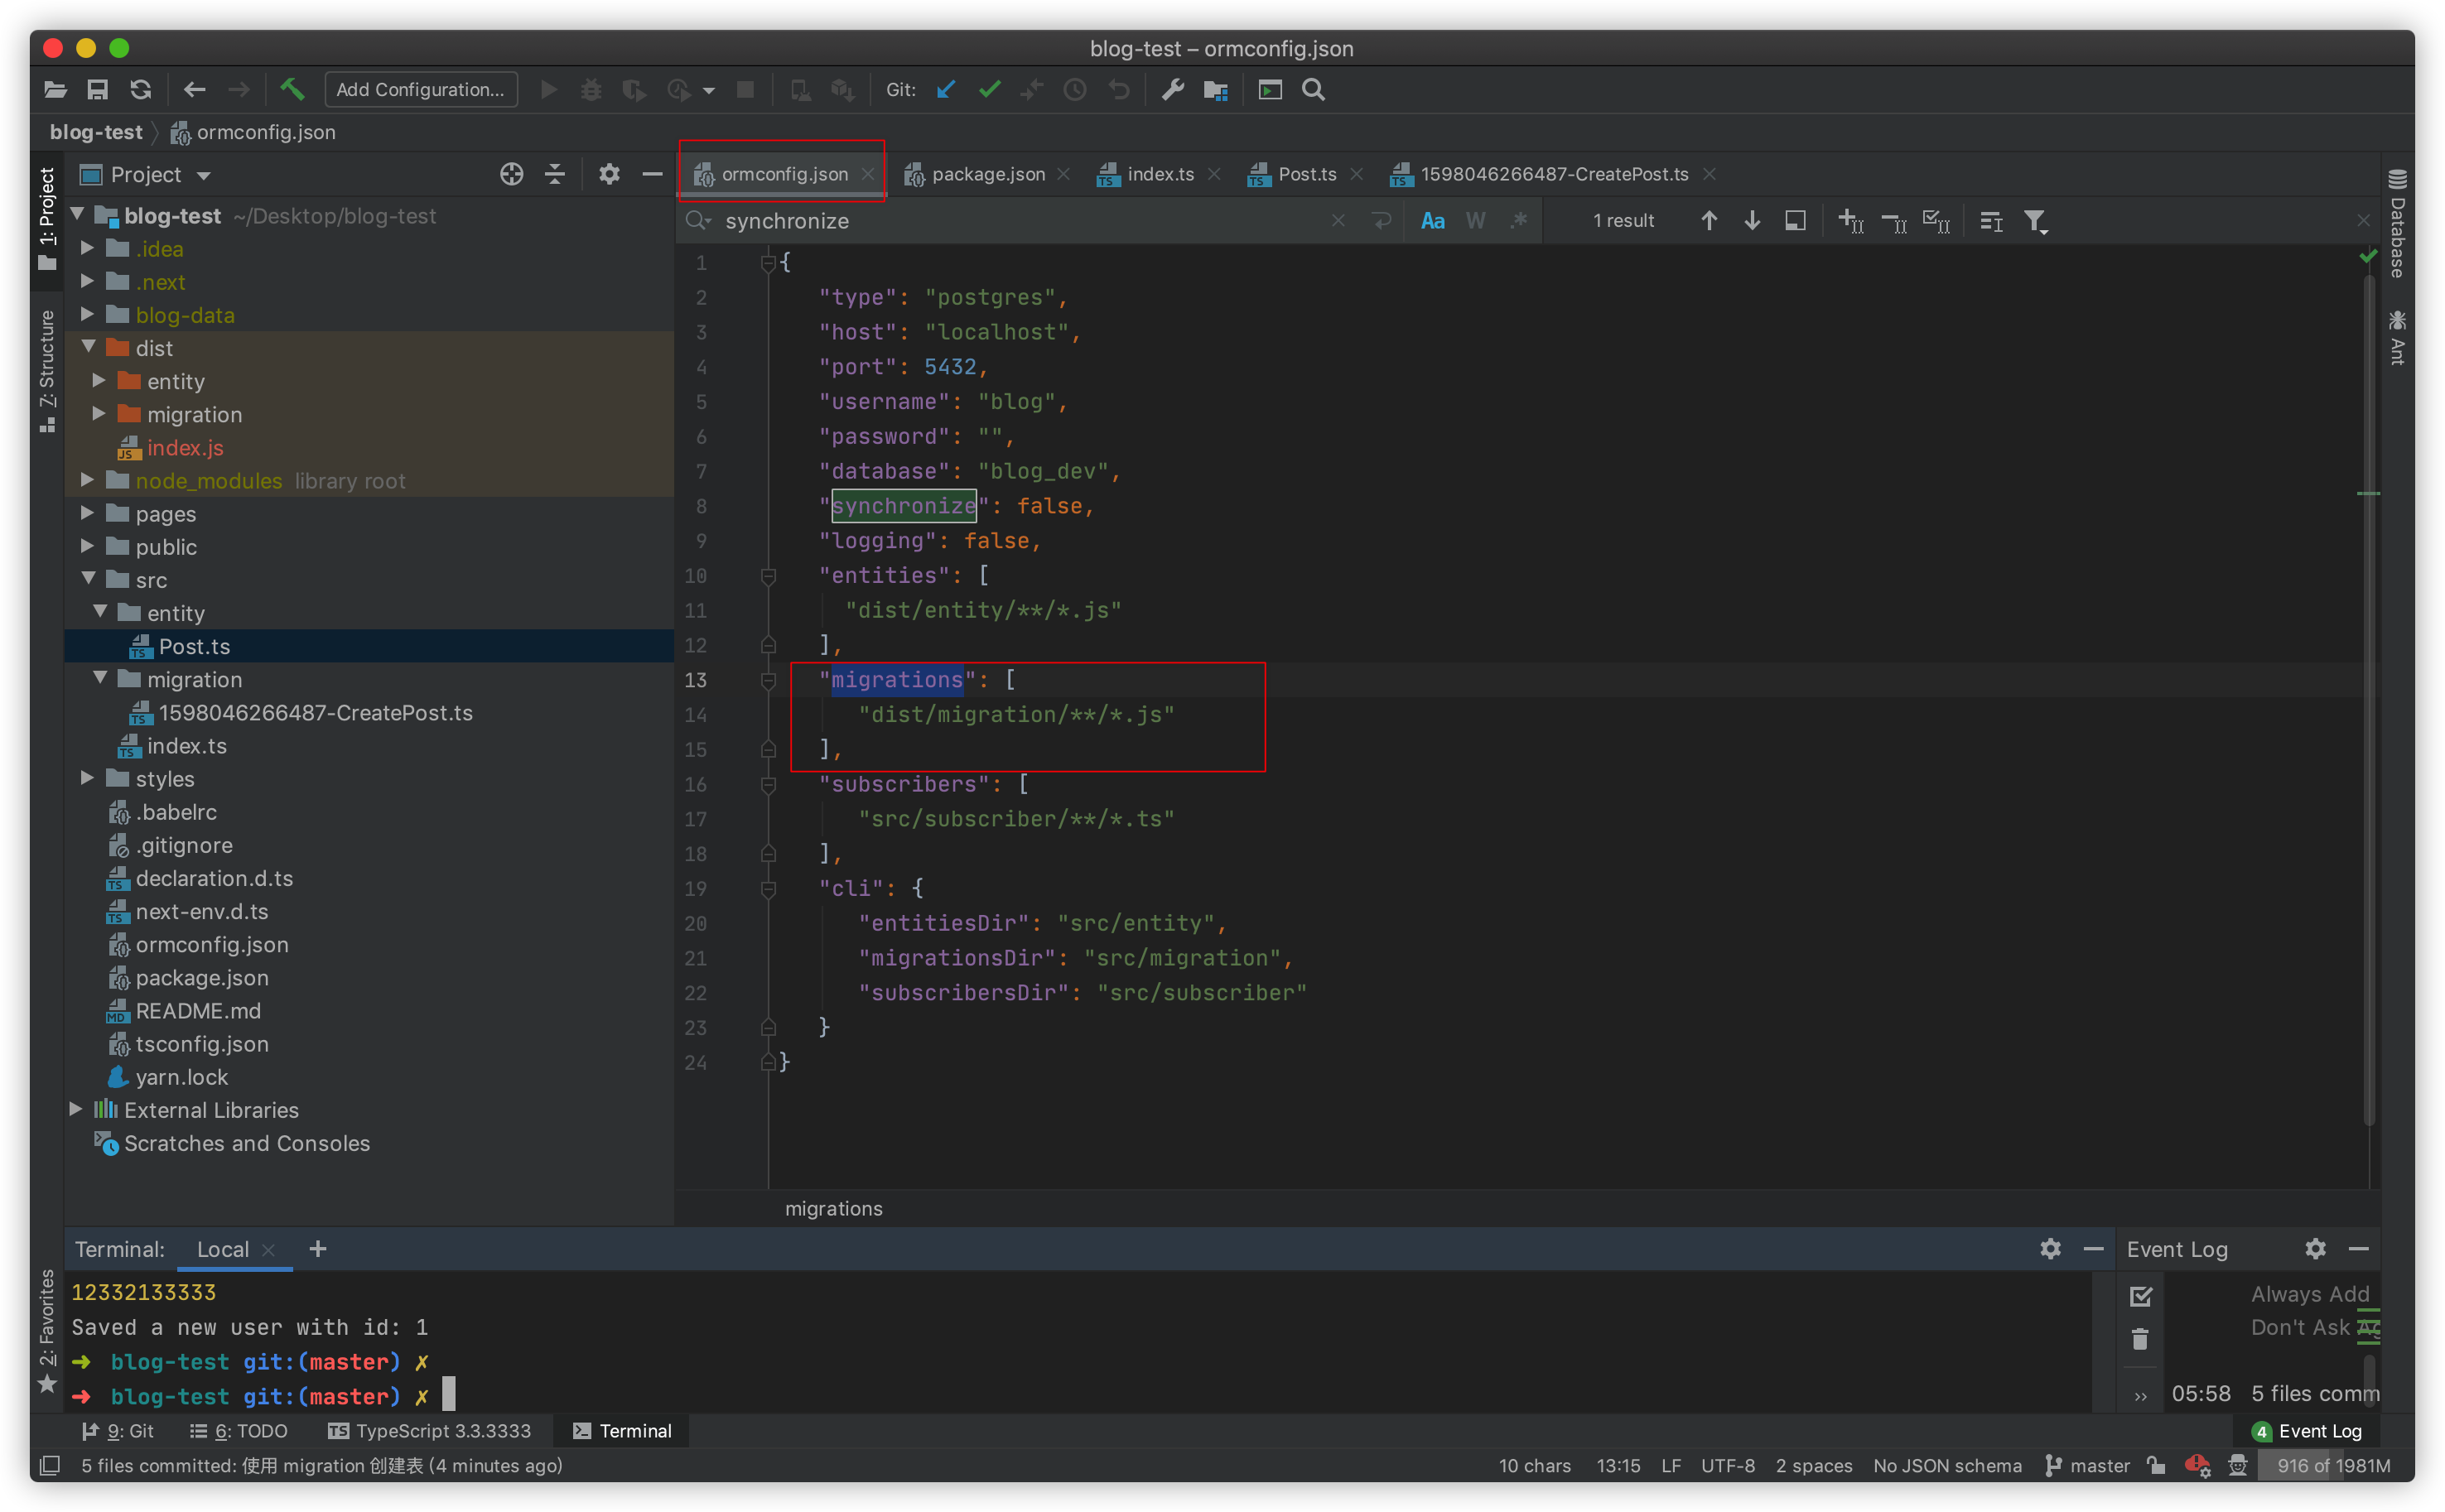 blog-test – ormconfig.json
Add Configuration...
Git:
blog-test
ormconfig.json
1: Project
7: Structure
2: Favorites
Project
ormconfig.json
package.json
index.ts
Post.ts
1598046266487-CreatePost.ts
Database
Ant
synchronize
Aa
W
.*
1 result
blog-test ~/Desktop/blog-test
.idea
.next
blog-data
dist
entity
migration
index.js
node_modules library root
pages
public
src
entity
Post.ts
migration
1598046266487-CreatePost.ts
index.ts
styles
.babelrc
.gitignore
declaration.d.ts
next-env.d.ts
ormconfig.json
package.json
README.md
tsconfig.json
yarn.lock
External Libraries
Scratches and Consoles
1 {
2 "type": "postgres",
3 "host": "localhost",
4 "port": 5432,
5 "username": "blog",
6 "password": "",
7 "database": "blog_dev",
8 "synchronize": false,
9 "logging": false,
10 "entities": [
11 "dist/entity/**/*.js"
12 ],
13 "migrations": [
14 "dist/migration/**/*.js"
15 ],
16 "subscribers": [
17 "src/subscriber/**/*.ts"
18 ],
19 "cli": {
20 "entitiesDir": "src/entity",
21 "migrationsDir": "src/migration",
22 "subscribersDir": "src/subscriber"
23 }
24 }
migrations
Terminal:
Local
12332133333
Saved a new user with id: 1
➜ blog-test git:(master) ✗
➜ blog-test git:(master) ✗
Event Log
Always Add
Don't Ask
05:58 5 files comm
9: Git
6: TODO
TypeScript 3.3.3333
Terminal
4 Event Log
5 files committed: 使用 migration 创建表 (4 minutes ago)
10 chars
13:15
LF
UTF-8
2 spaces
No JSON schema
master
916 of 1981M